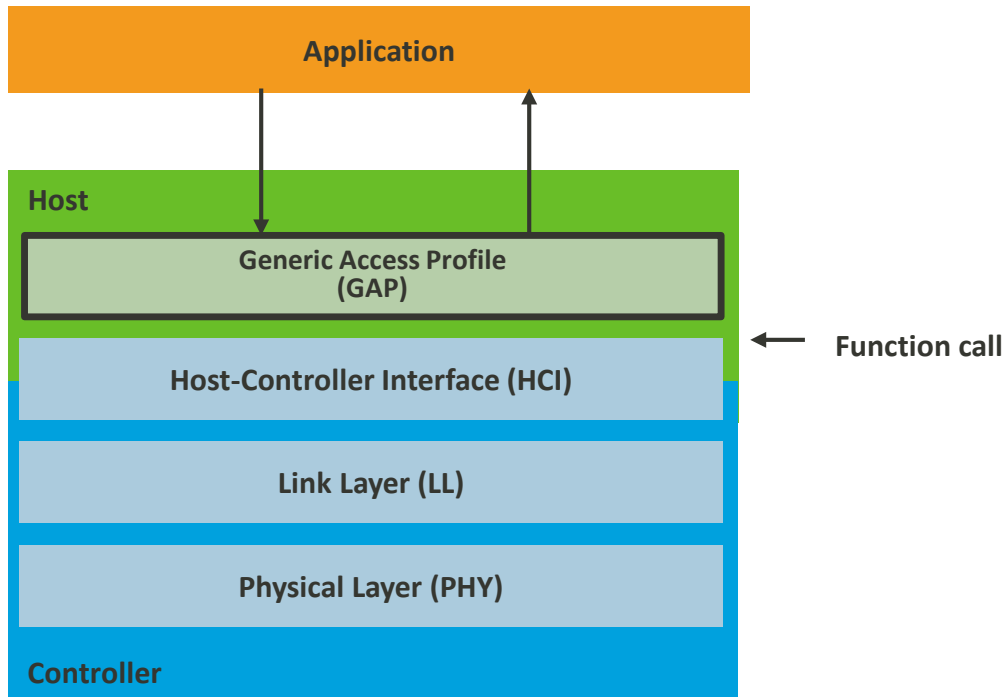 Application
Host
Generic Access Profile
(GAP)
Function call
Host-Controller Interface (HCI)
Link Layer (LL)
Physical Layer (PHY)
Controller